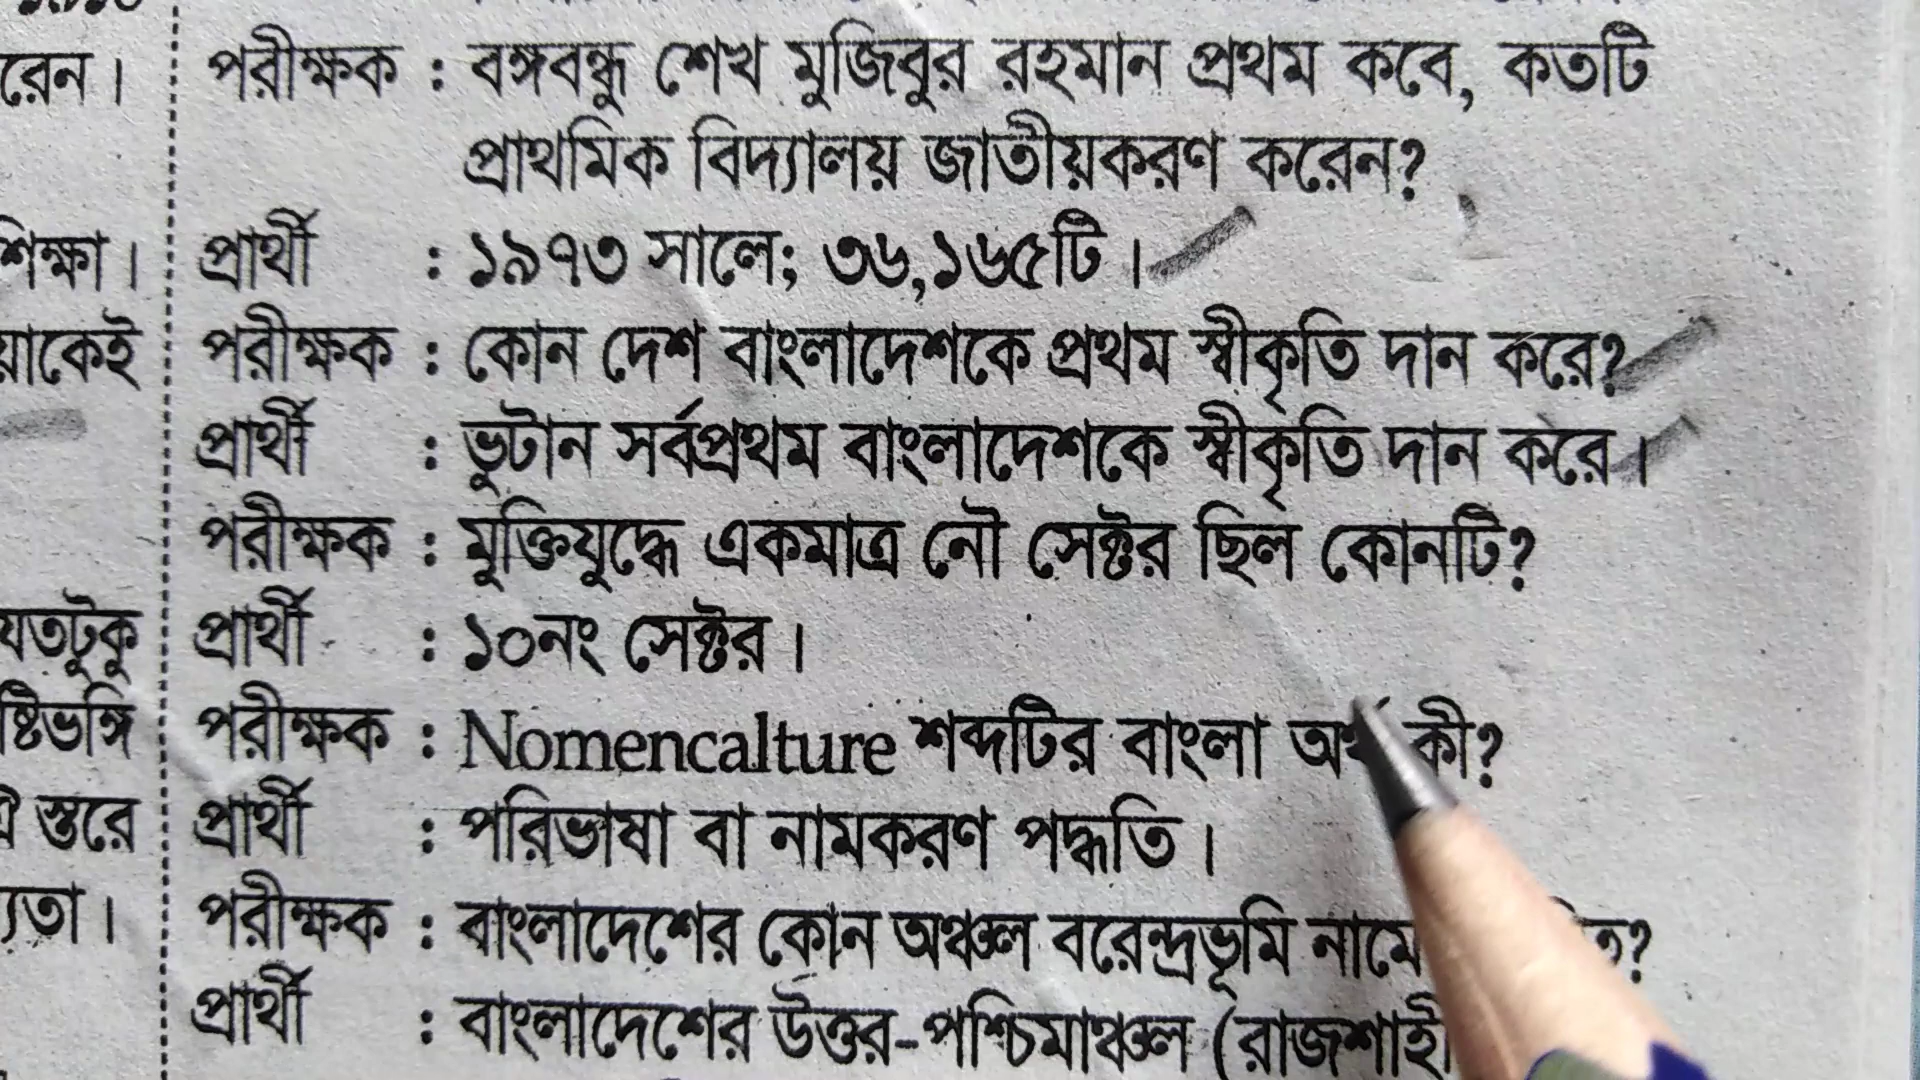 রেন।
শিক্ষা।
য়াকেই
যতটুকু
ষ্টিভঙ্গি
স্তরে
্যতা।
পরীক্ষক : বঙ্গবন্ধু শেখ মুজিবুর রহমান প্রথম কবে, কতটি
প্রাথমিক বিদ্যালয় জাতীয়করণ করেন?
প্রার্থী : ১৯৭৩ সালে; ৩৬,১৬৫টি।
পরীক্ষক : কোন দেশ বাংলাদেশকে প্রথম স্বীকৃতি দান করে?
প্রার্থী : ভুটান সর্বপ্রথম বাংলাদেশকে স্বীকৃতি দান করে।
পরীক্ষক : মুক্তিযুদ্ধে একমাত্র নৌ সেক্টর ছিল কোনটি?
প্রার্থী : ১০নং সেক্টর।
পরীক্ষক : Nomencalture শব্দটির বাংলা অর্থ কী?
প্রার্থী : পরিভাষা বা নামকরণ পদ্ধতি।
পরীক্ষক : বাংলাদেশের কোন অঞ্চল বরেন্দ্রভূমি নামে
প্রার্থী : বাংলাদেশের উত্তর-পশ্চিমাঞ্চল (রাজশাহী